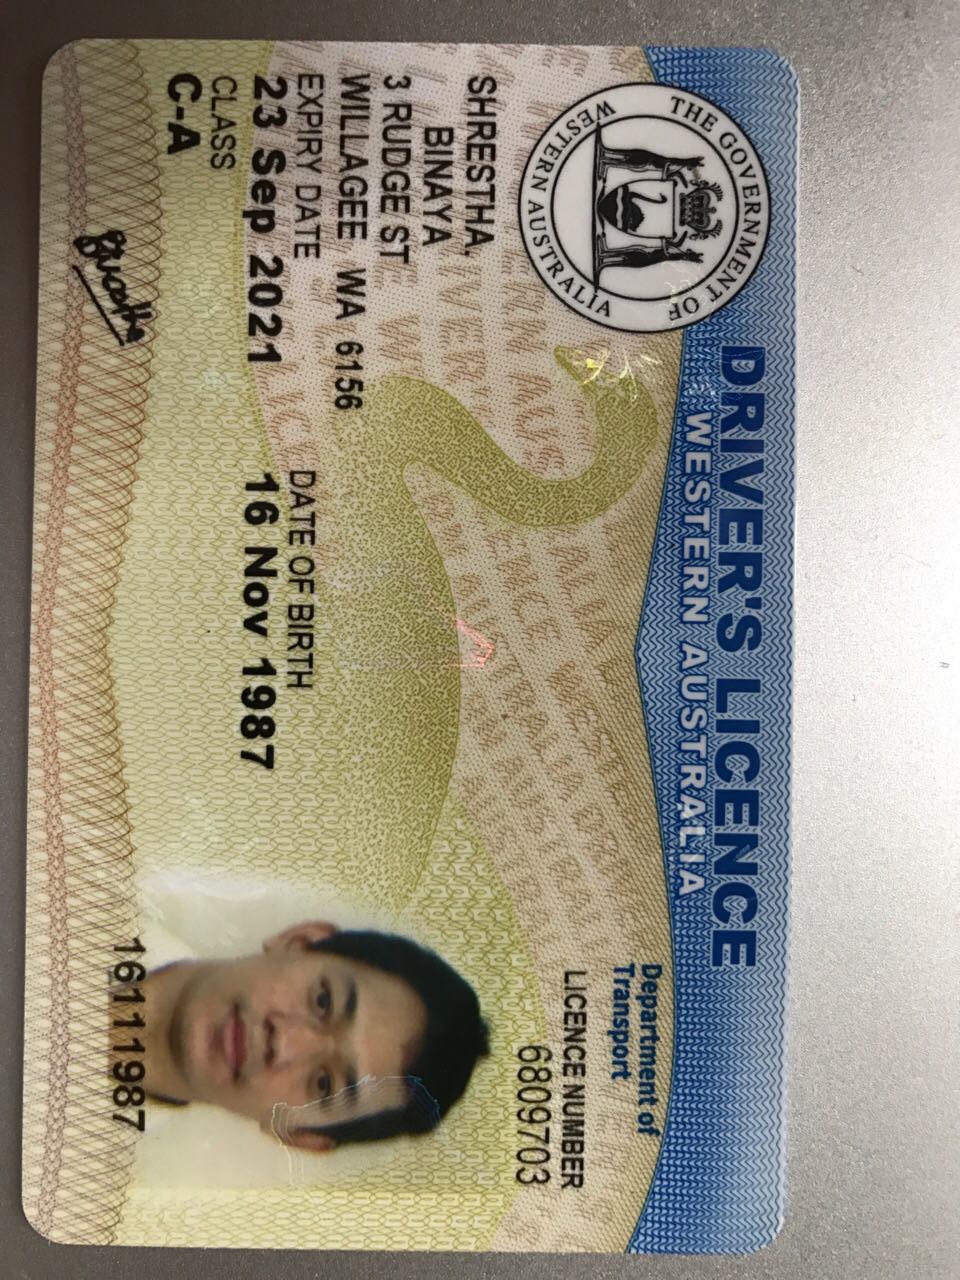 DRIVER'S LICENCE
WESTERN AUSTRALIA
THE GOVERNMENT OF
WESTERN AUSTRALIA
Department of
Transport
LICENCE NUMBER
6809703
SHRESTHA
BINAYA
3 RUDGE ST
WILLAGEE WA 6156
EXPIRY DATE
23 Sep 2021
DATE OF BIRTH
16 Nov 1987
CLASS
C-A
16111987